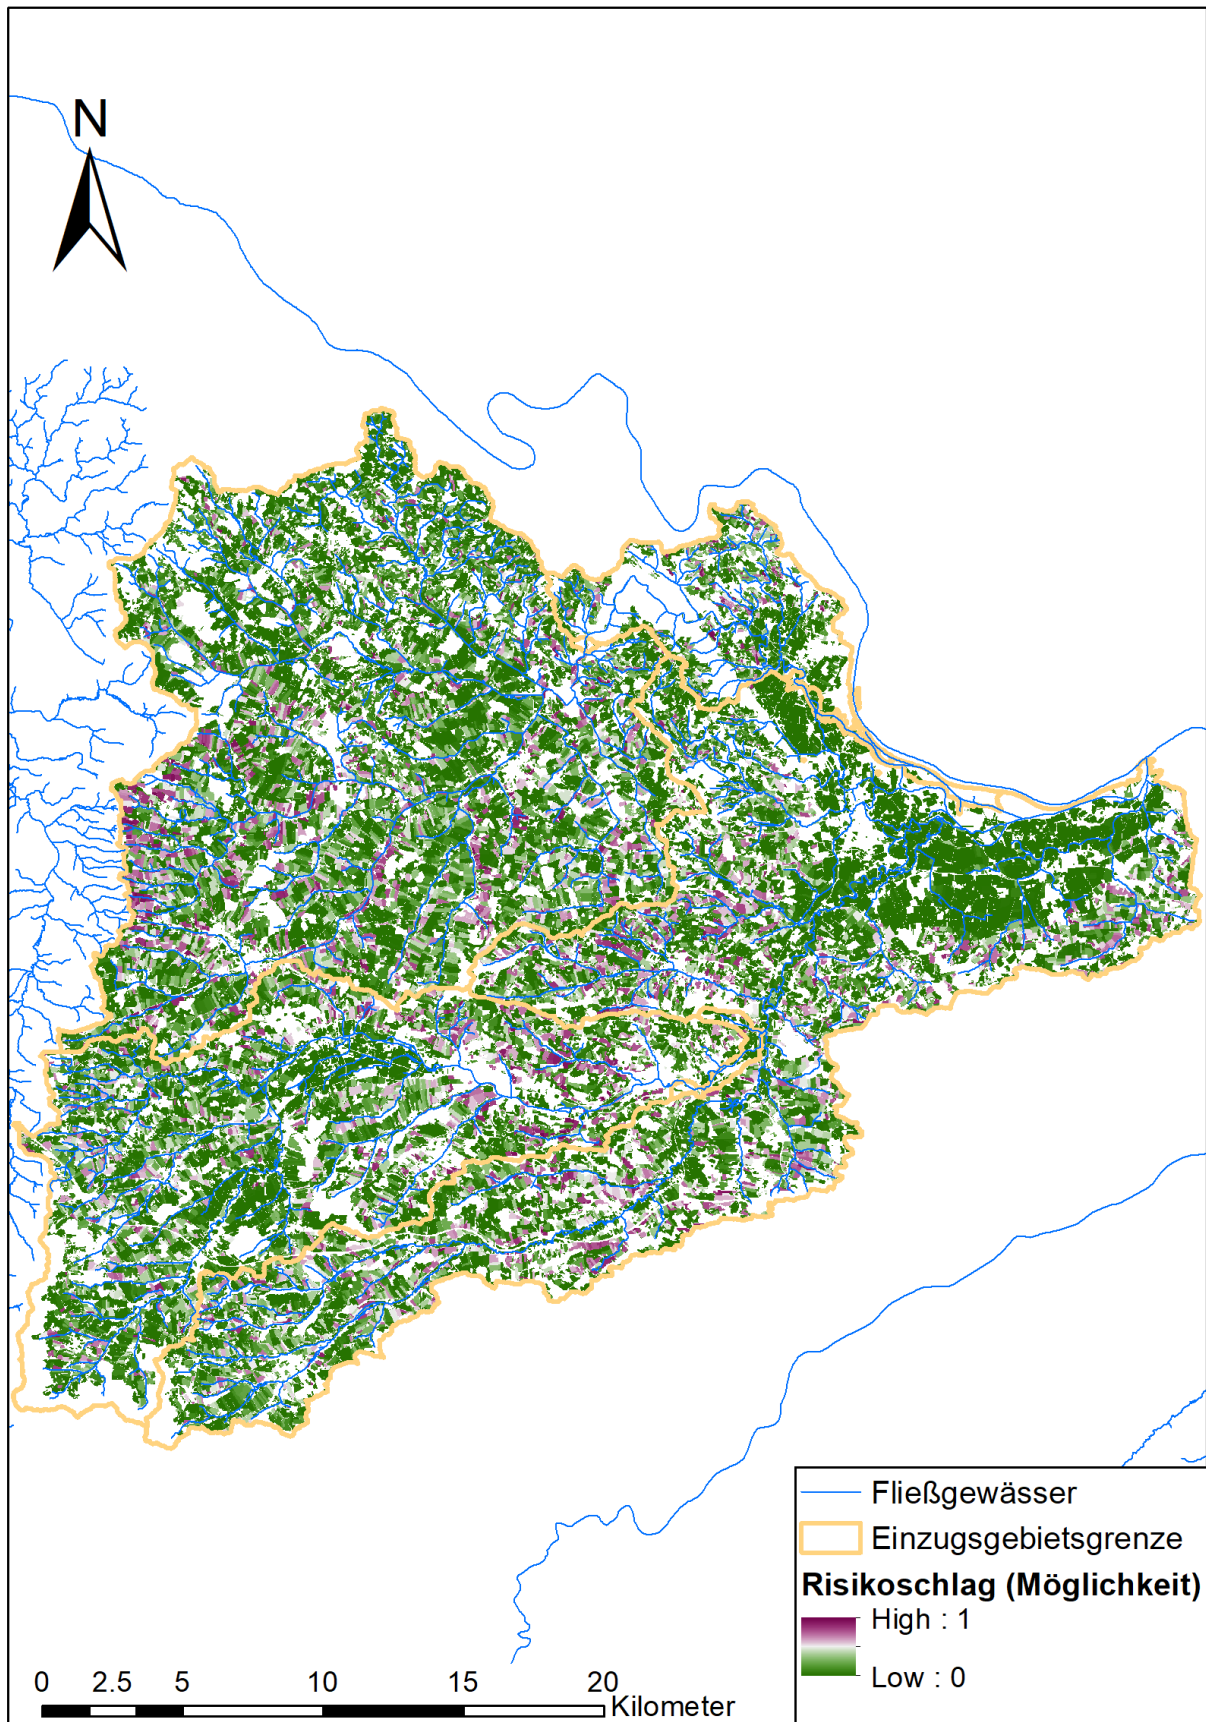 N
Fließgewässer
Einzugsgebietsgrenze
Risikoschlag (Möglichkeit)
High : 1
Low : 0
0 2.5 5 10 15 20
Kilometer